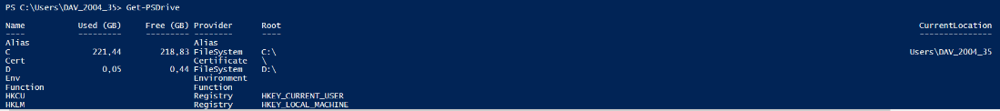 PS C:\Users\DAV_2004_35> Get-PSDrive
Name Used (GB) Free (GB) Provider Root CurrentLocation
---- --------- --------- -------- ---- ---------------
Alias Alias
C 221,44 218,83 FileSystem C:\ Users\DAV_2004_35
Cert Certificate \
D 0,05 0,44 FileSystem D:\
Env Environment
Function Function
HKCU Registry HKEY_CURRENT_USER
HKLM Registry HKEY_LOCAL_MACHINE